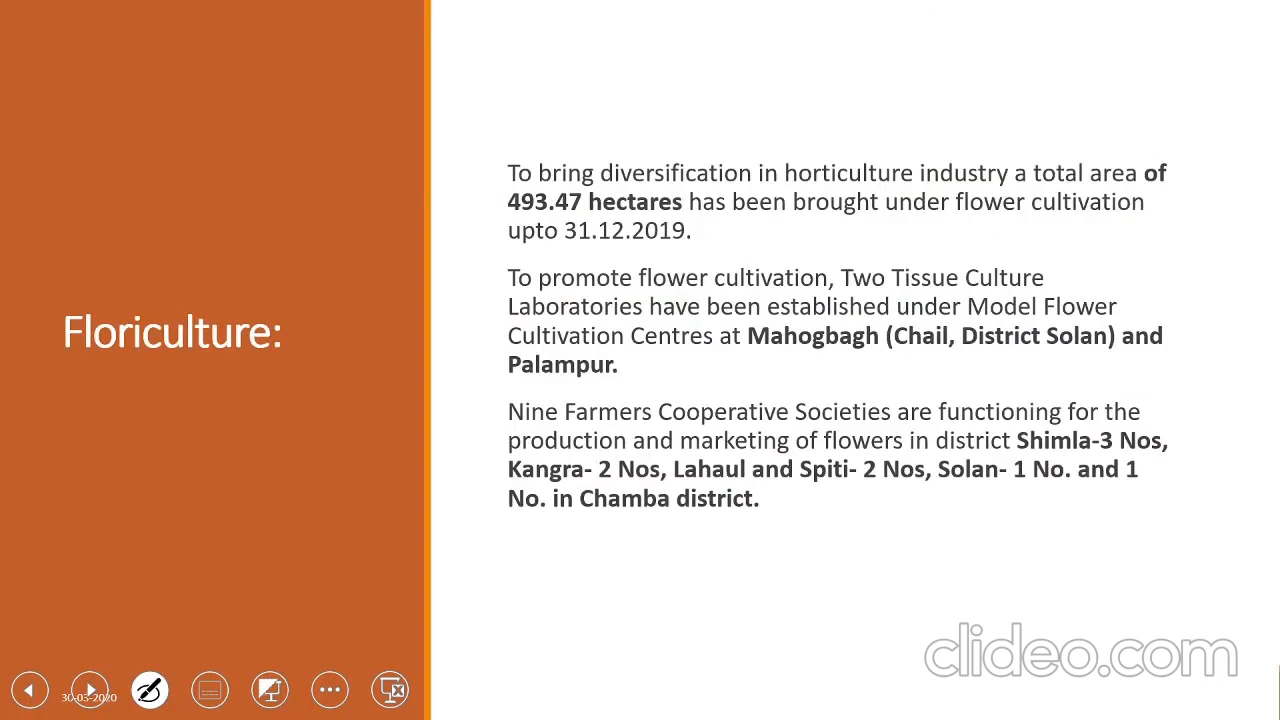 Floriculture:
To bring diversification in horticulture industry a total area of
493.47 hectares has been brought under flower cultivation
upto 31.12.2019.
To promote flower cultivation, Two Tissue Culture
Laboratories have been established under Model Flower
Cultivation Centres at Mahogbagh (Chail, District Solan) and
Palampur.
Nine Farmers Cooperative Societies are functioning for the
production and marketing of flowers in district Shimla-3 Nos,
Kangra- 2 Nos, Lahaul and Spiti- 2 Nos, Solan- 1 No. and 1
No. in Chamba district.
clideo.com
30-03-2020